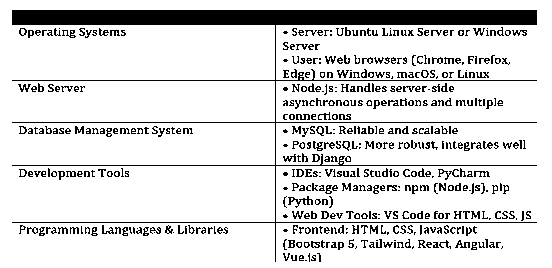 Operating Systems
• Server: Ubuntu Linux Server or Windows
Server
• User: Web browsers (Chrome, Firefox,
Edge) on Windows, macOS, or Linux
Web Server
• Node.js: Handles server-side
asynchronous operations and multiple
connections
Database Management System
• MySQL: Reliable and scalable
• PostgreSQL: More robust, integrates well
with Django
Development Tools
• IDEs: Visual Studio Code, PyCharm
• Package Managers: npm (Node.js), pip
(Python)
• Web Dev Tools: VS Code for HTML, CSS, JS
Programming Languages & Libraries
• Frontend: HTML, CSS, JavaScript
(Bootstrap 5, Tailwind, React, Angular,
Vue.js)